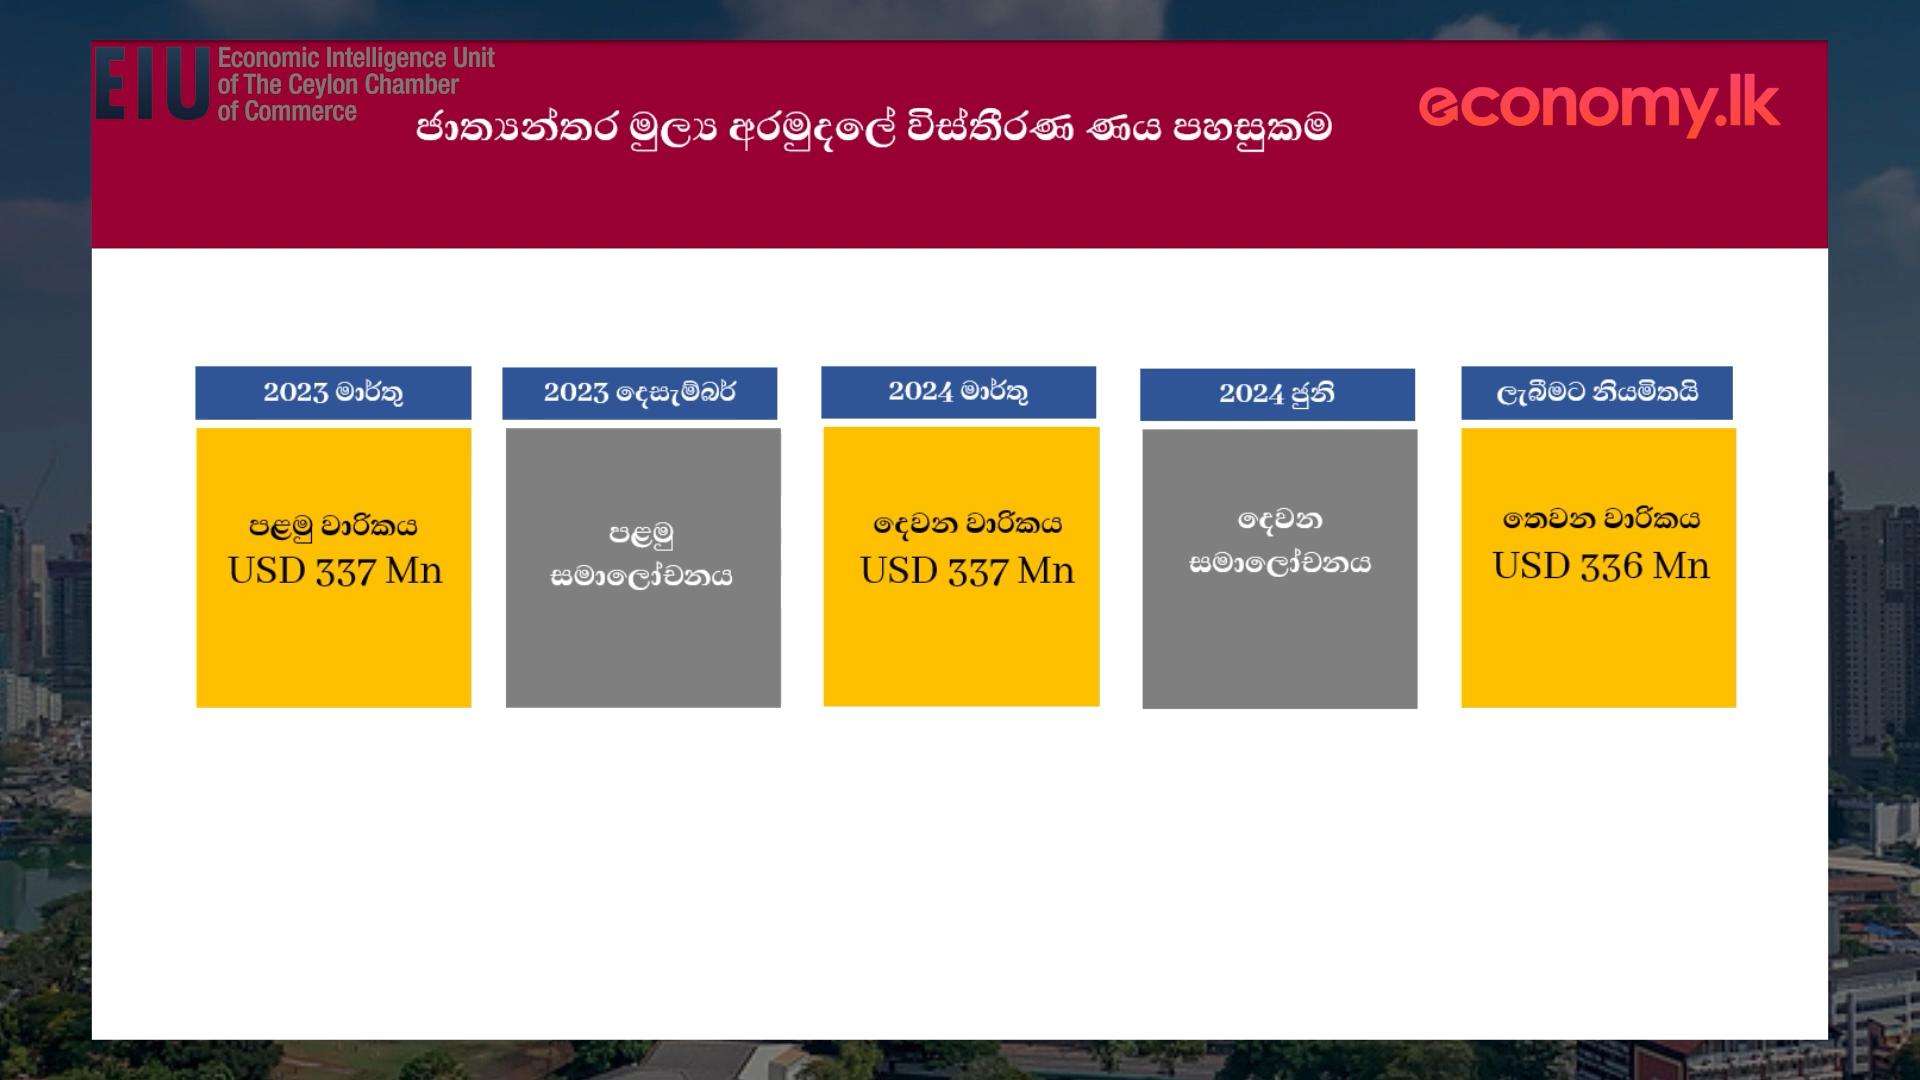 EIU
Economic Intelligence Unit
of The Ceylon Chamber
of Commerce
economy.lk
ජාත්‍යන්තර මුල්‍ය අරමුදලේ විස්තීරණ ණය පහසුකම
2023 මාර්තු
පළමු වාරිකය
USD 337 Mn
2023 දෙසැම්බර්
පළමු
සමාලෝචනය
2024 මාර්තු
දෙවන වාරිකය
USD 337 Mn
2024 ජුනි
දෙවන
සමාලෝචනය
ලැබීමට නියමිතයි
තෙවන වාරිකය
USD 336 Mn